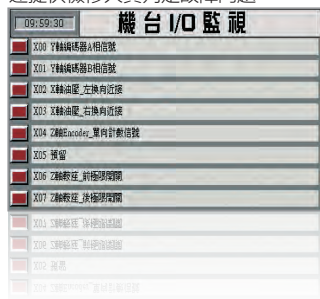 09:59:30 機台I/O監視
X00 Y軸編碼器A相信號
X01 Y軸編碼器B相信號
X02 X軸油壓_左換向近接
X03 X軸油壓_右換向近接
X04 Z軸Encoder_單向計數信號
X05 預留
X06 Z軸鞍座_前極限開關
X07 Z軸鞍座_後極限開關